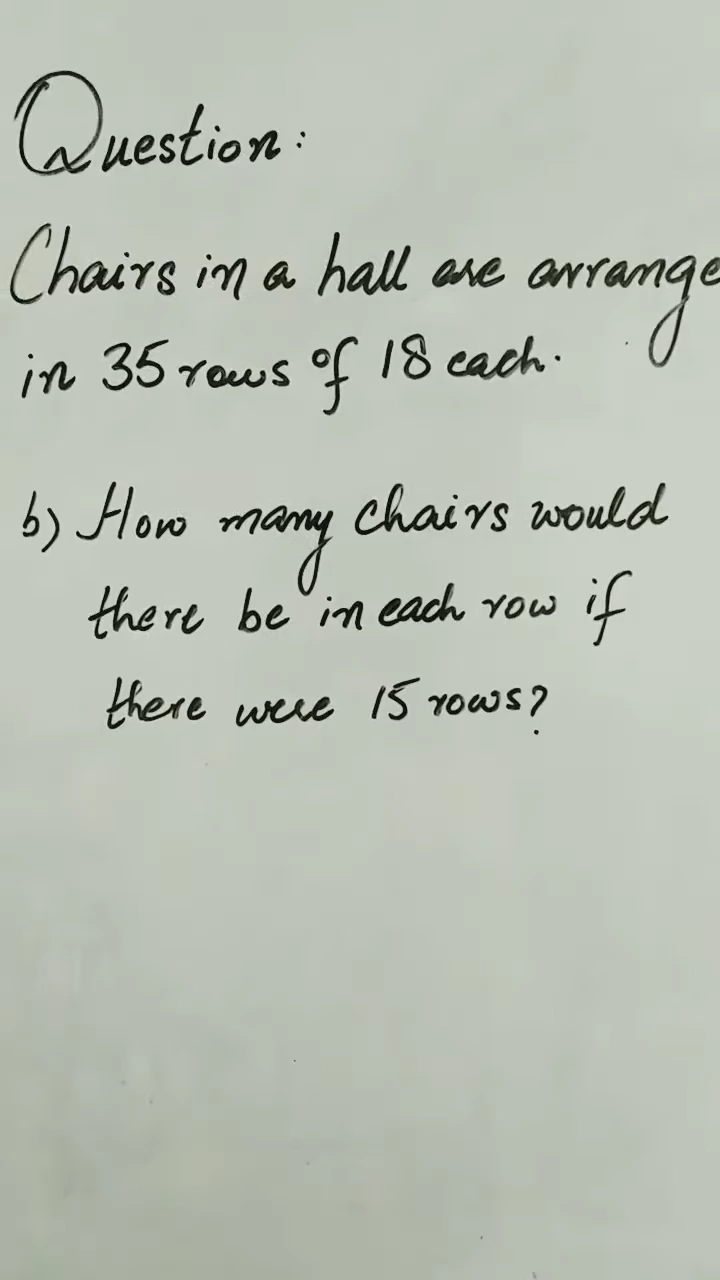 Question:
Chairs in a hall are arrange
in 35 rows of 18 each.
b) How many chairs would
there be in each row if
there were 15 rows?